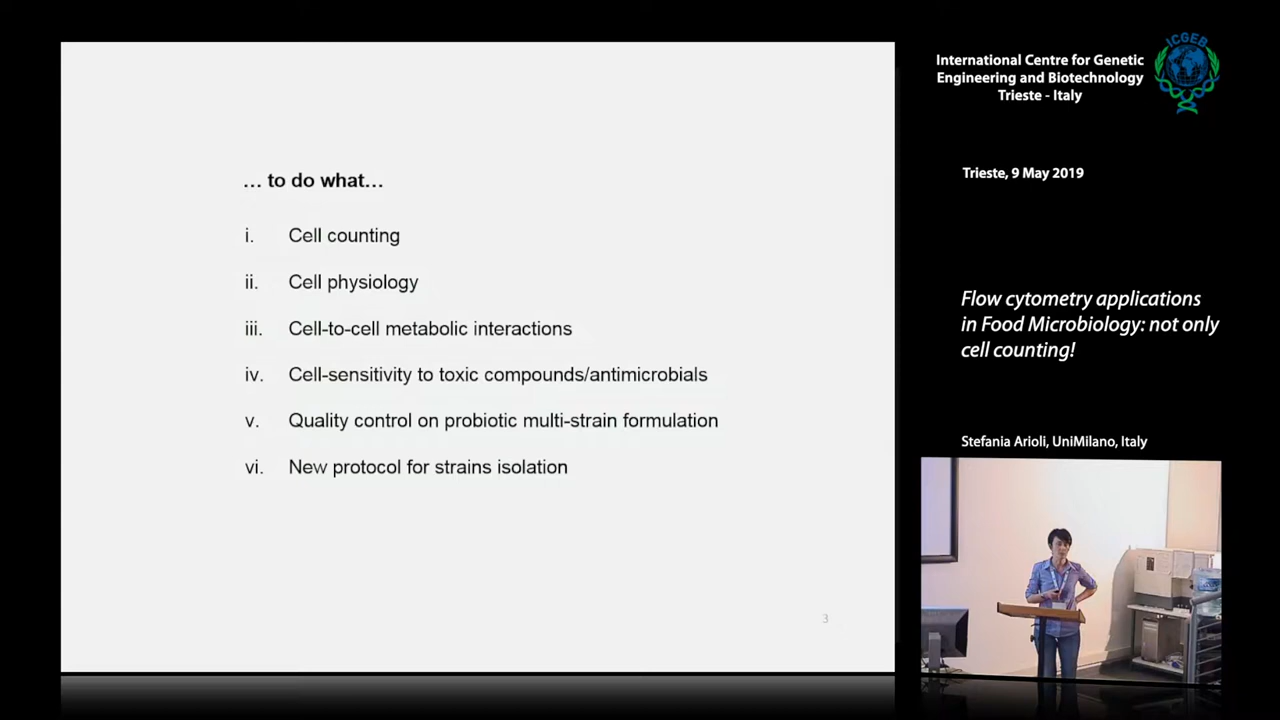 … to do what…
i. Cell counting
ii. Cell physiology
iii. Cell-to-cell metabolic interactions
iv. Cell-sensitivity to toxic compounds/antimicrobials
v. Quality control on probiotic multi-strain formulation
vi. New protocol for strains isolation
3
International Centre for Genetic
Engineering and Biotechnology
Trieste - Italy
ICGEB
Trieste, 9 May 2019
Flow cytometry applications
in Food Microbiology: not only
cell counting!
Stefania Arioli, UniMilano, Italy